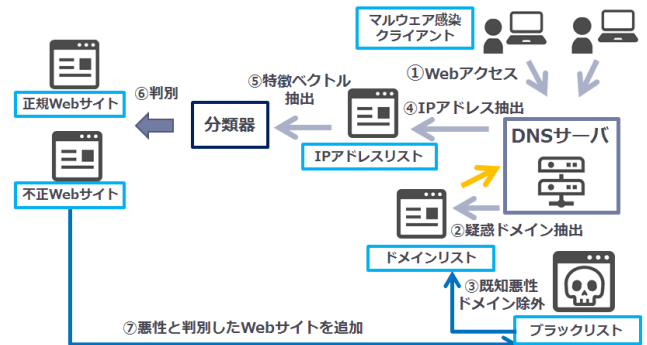 マルウェア感染
クライアント
①Webアクセス
⑤特徴ベクトル
抽出
⑥判別
④IPアドレス抽出
正規Webサイト
分類器
DNSサーバ
IPアドレスリスト
不正Webサイト
②疑惑ドメイン抽出
ドメインリスト
③既知悪性
ドメイン除外
⑦悪性と判別したWebサイトを追加
ブラックリスト